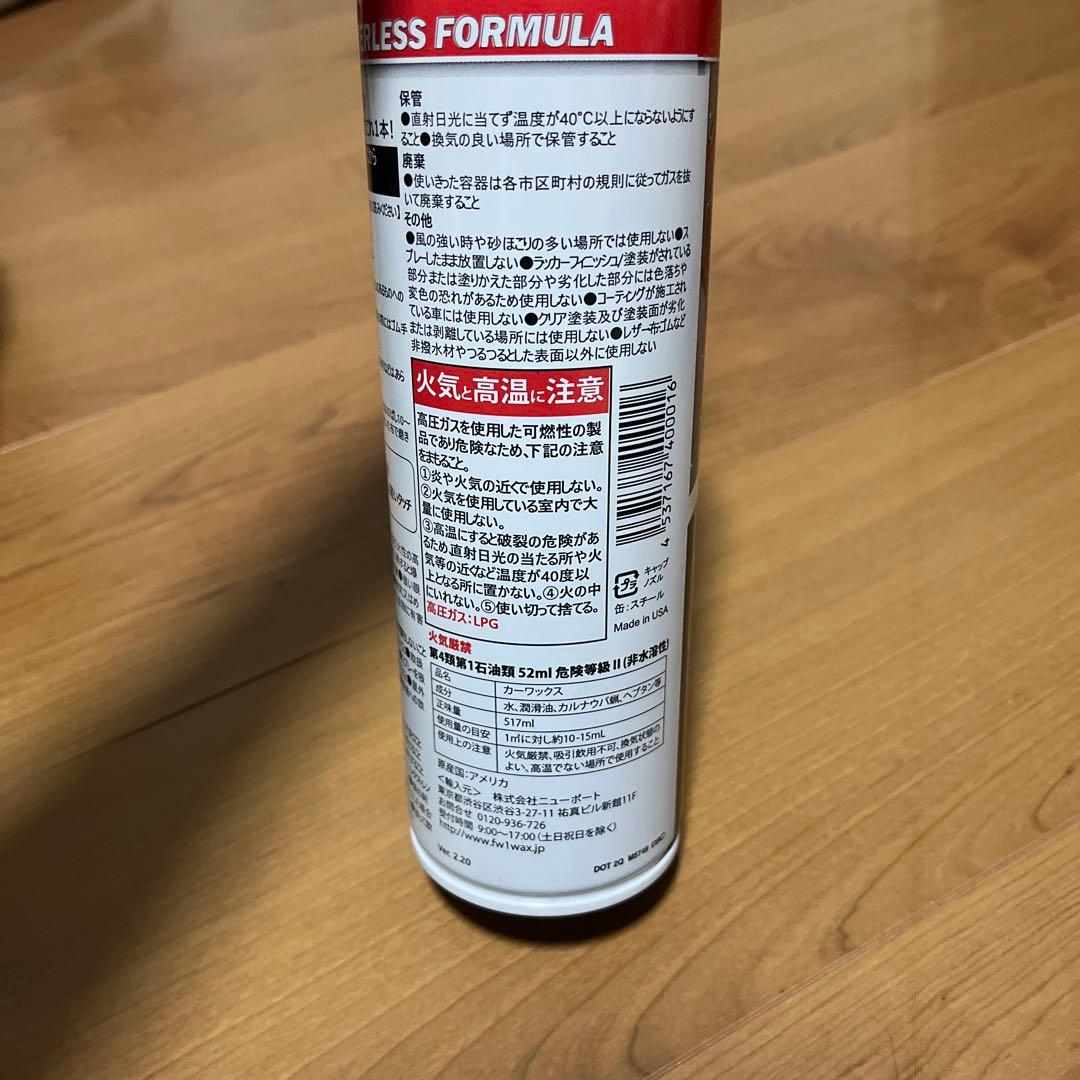 ERLESS FORMULA
保管
●直射日光に当てず温度が40℃以上にならないようにす
ること●換気の良い場所で保管すること
廃棄
●使いきった容器は各市区町村の規則に従ってガスを抜
いて廃棄すること
その他
●風の強い時や砂ぼこりの多い場所では使用しない●ス
プレーしたまま放置しない●ラッカーフィニッシュ/塗装がされている
部分または塗りかえた部分や劣化した部分には色落ちや
変色の恐れがあるため使用しない●コーティングが施工され
ている車には使用しない●クリア塗装及び塗装面が劣化
または剥離している場所には使用しない●レザー・布・ゴムなど
非撥水材やつるつるとした表面以外に使用しない
火気と高温に注意
高圧ガスを使用した可燃性の製
品であり危険なため、下記の注意
をまもること。
①炎や火気の近くで使用しない。
②火気を使用している室内で大
量に使用しない。
③高温にすると破裂の危険があ
るため、直射日光の当たる所や火
気等の近くなど温度が40度以
上となる所に置かない。④火の中
にいれない。⑤使い切って捨てる。
高圧ガス:LPG
4 537167 400016
プラ
キャップ
ノズル
缶:スチール
Made in USA
火気厳禁
第4類第1石油類 52ml 危険等級Ⅱ(非水溶性)
品名 カーワックス
成分 水、潤滑油、カルナウバ蝋、ヘプタン等
正味量 517ml
使用量の目安 1㎡に対し約10-15mL
使用上の注意 火気厳禁、吸引飲用不可、換気状態の
よい、高温でない場所で使用すること
原産国:アメリカ
<輸入元> 株式会社ニューポート
東京都渋谷区渋谷3-27-11 祐真ビル新館11F
お問合せ 0120-936-726
受付時間 9:00〜17:00(土日祝日を除く)
http://www.fw1wax.jp
Ver. 2.20
DOT 2Q M5748
これ1本!
ください】